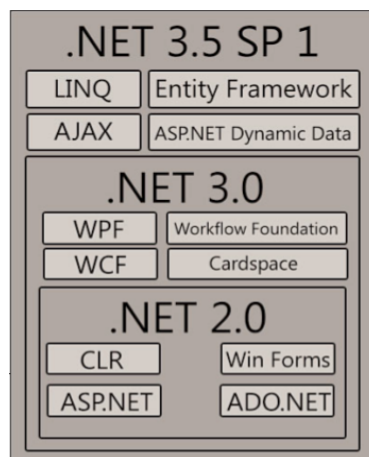 .NET 3.5 SP 1
LINQ Entity Framework
AJAX ASP.NET Dynamic Data
.NET 3.0
WPF Workflow Foundation
WCF Cardspace
.NET 2.0
CLR Win Forms
ASP.NET ADO.NET